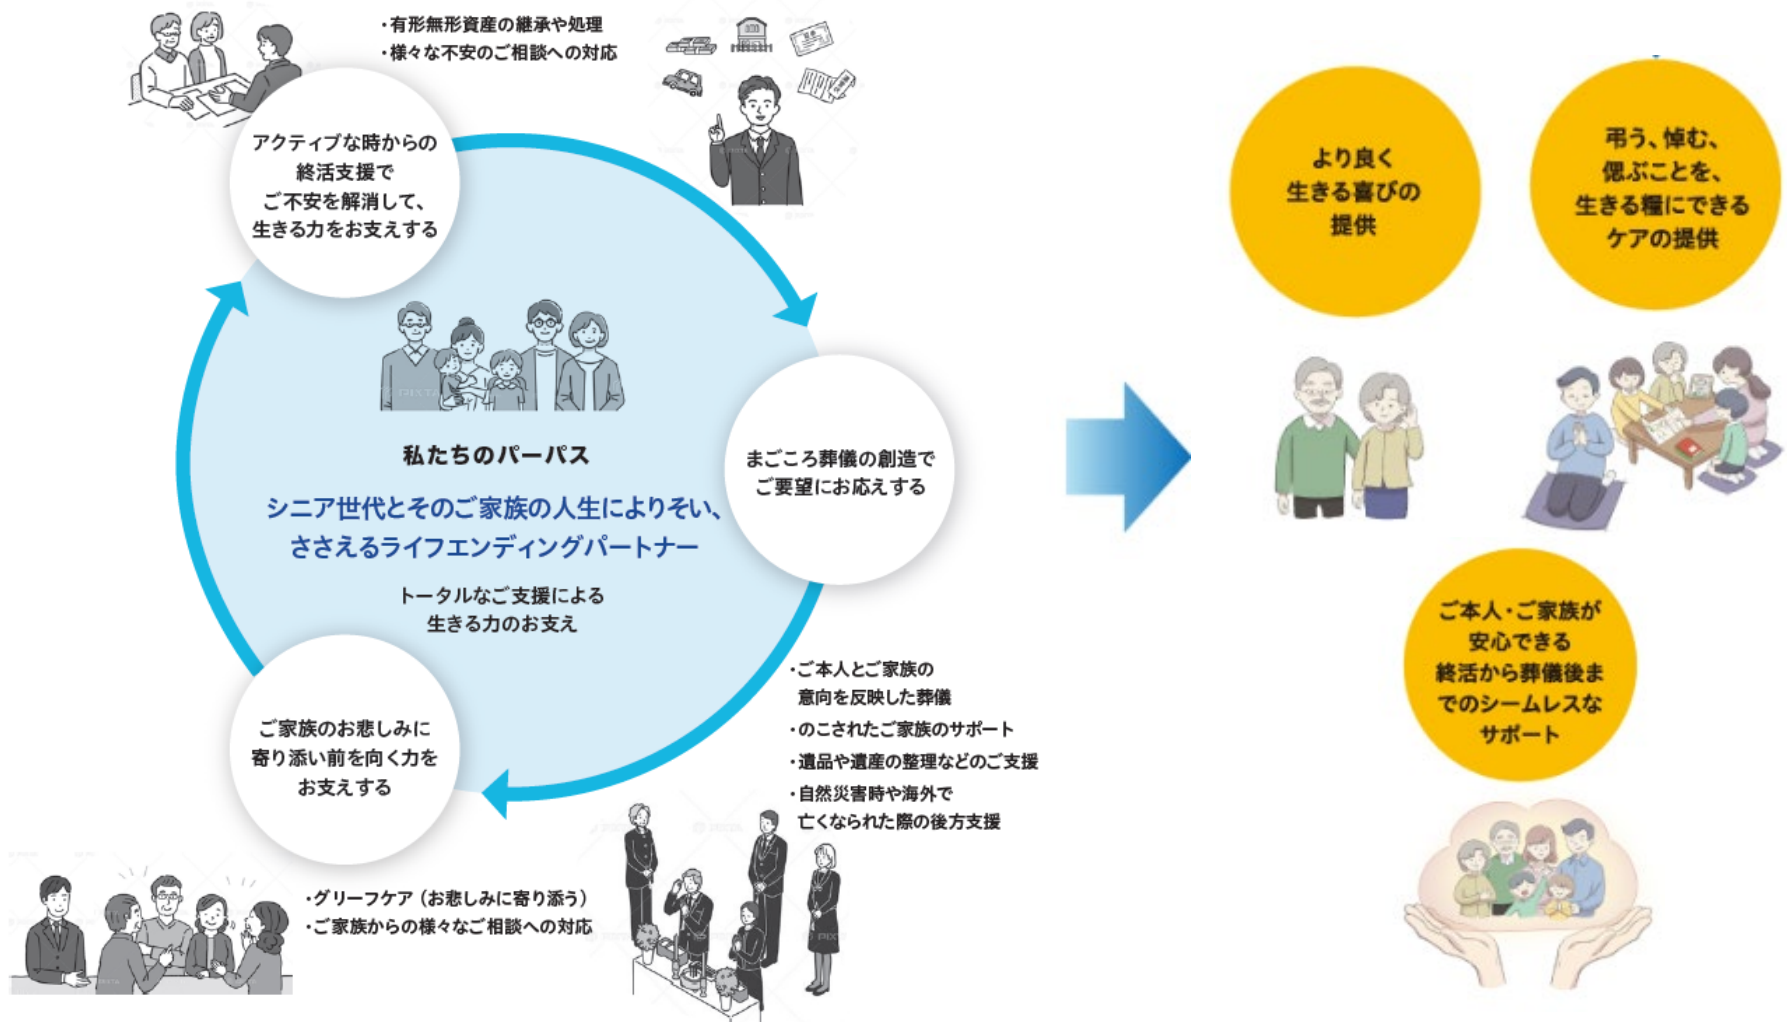 ・有形無形資産の継承や処理
・様々な不安のご相談への対応
アクティブな時からの
終活支援で
ご不安を解消して、
生きる力をお支えする
私たちのパーパス
シニア世代とそのご家族の人生によりそい、
ささえるライフエンディングパートナー
トータルなご支援による
生きる力のお支え
まごころ葬儀の創造で
ご要望にお応えする
・ご本人とご家族の
意向を反映した葬儀
・のこされたご家族のサポート
・遺品や遺産の整理などのご支援
・自然災害時や海外で
亡くなられた際の後方支援
ご家族のお悲しみに
寄り添い前を向く力を
お支えする
・グリーフケア（お悲しみに寄り添う）
・ご家族からの様々なご相談への対応
より良く
生きる喜びの
提供
弔う、悼む、
偲ぶことを、
生きる糧にできる
ケアの提供
ご本人・ご家族が
安心できる
終活から葬儀後ま
でのシームレスな
サポート